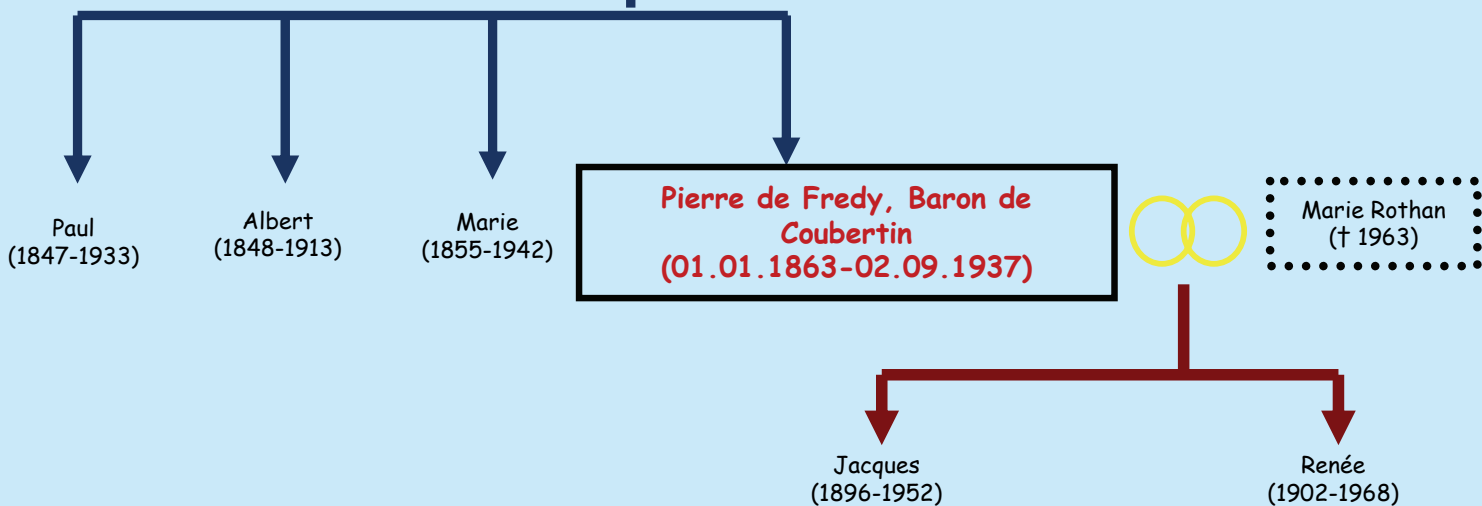 Paul
(1847-1933)
Albert
(1848-1913)
Marie
(1855-1942)
Pierre de Fredy, Baron de
Coubertin
(01.01.1863-02.09.1937)
Marie Rothan
(† 1963)
Jacques
(1896-1952)
Renée
(1902-1968)